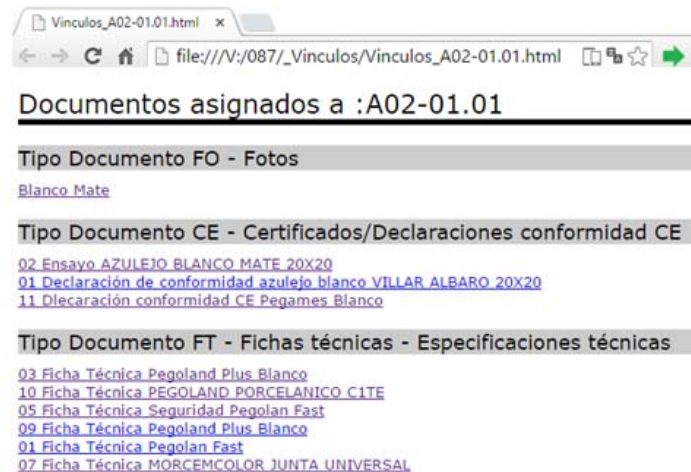 Vinculos_A02-01.01.html
file:///V:/087/_Vinculos/Vinculos_A02-01.01.html
Documentos asignados a :A02-01.01
Tipo Documento FO - Fotos
Blanco Mate
Tipo Documento CE - Certificados/Declaraciones conformidad CE
02 Ensayo AZULEJO BLANCO MATE 20X20
01 Declaración de conformidad azulejo blanco VILLAR ALBARO 20X20
11 Dlecaración conformidad CE Pegames Blanco
Tipo Documento FT - Fichas técnicas - Especificaciones técnicas
03 Ficha Técnica Pegoland Plus Blanco
10 Ficha Técnica PEGOLAND PORCELANICO C1TE
05 Ficha Técnica Seguridad Pegolan Fast
09 Ficha Técnica Pegoland Plus Blanco
01 Ficha Técnica Pegolan Fast
07 Ficha Técnica MORCEMCOLOR JUNTA UNIVERSAL